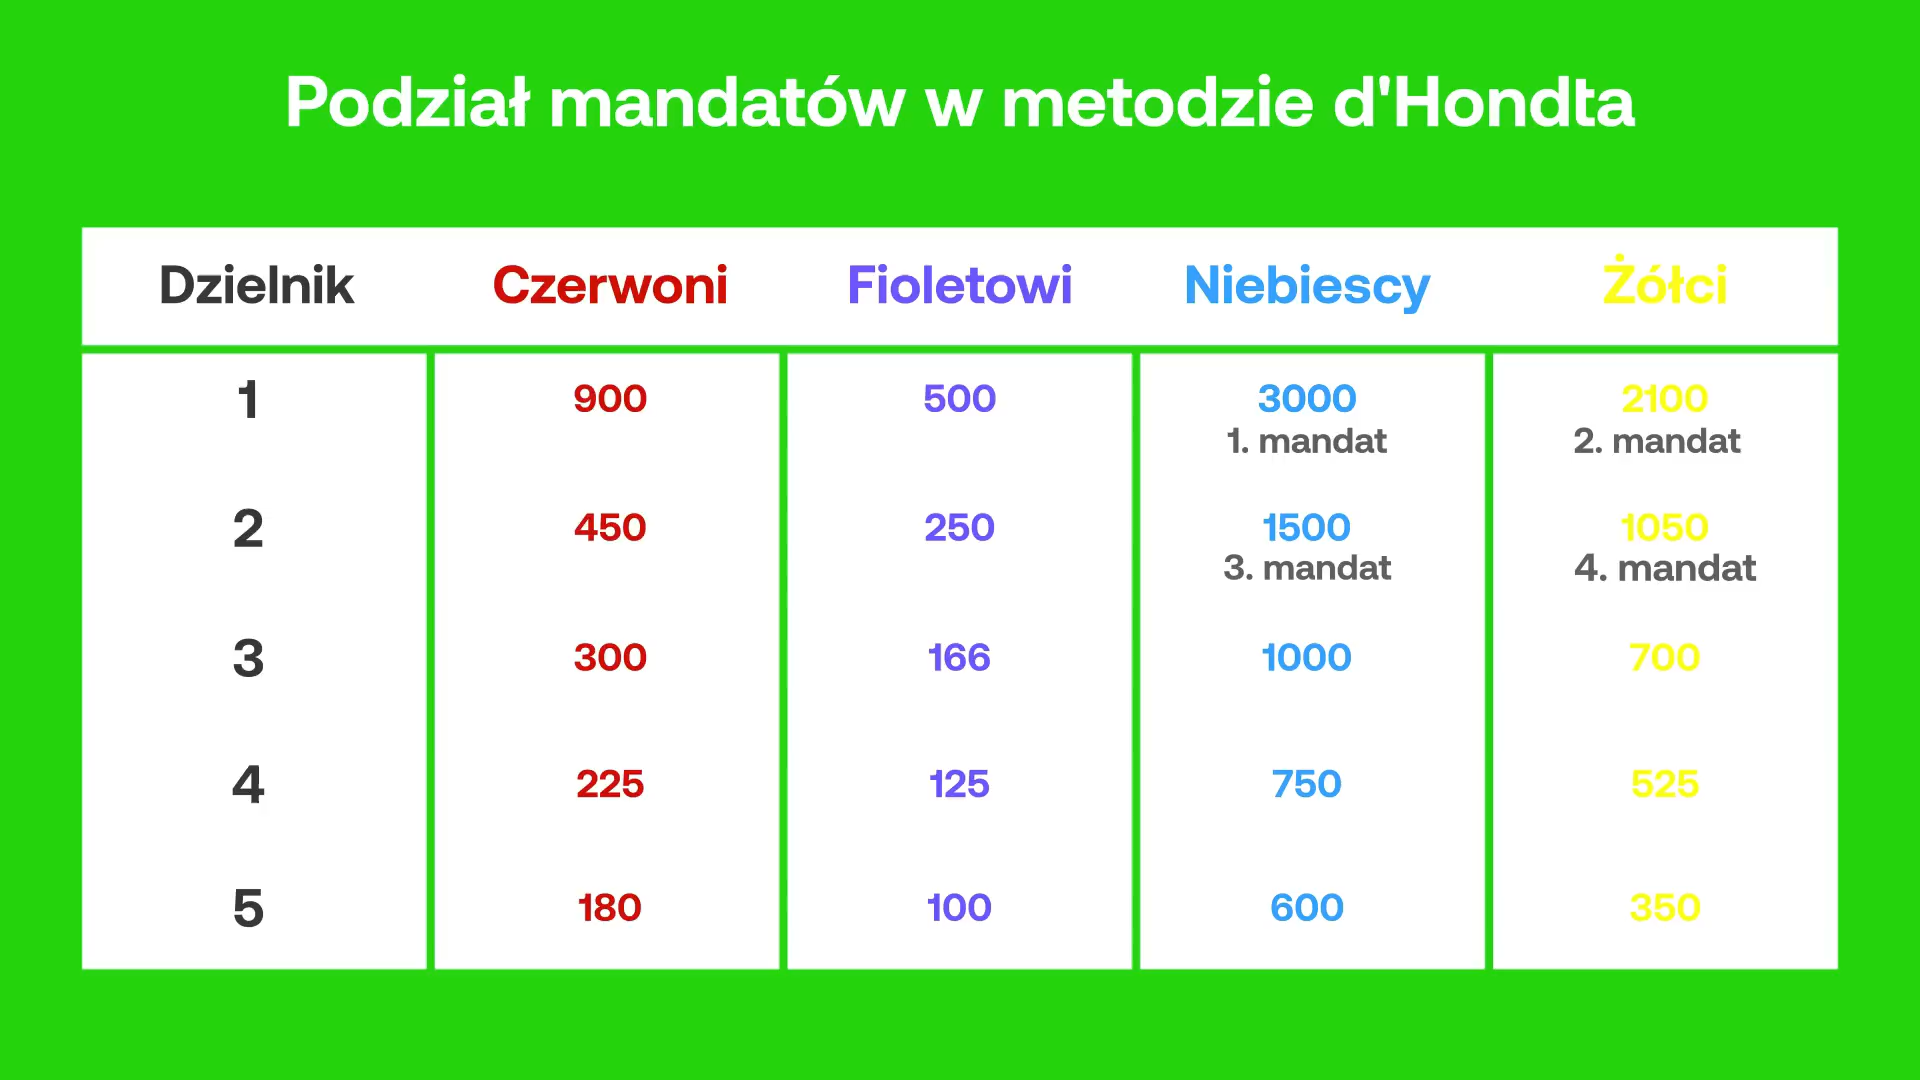 Podział mandatów w metodzie d'Hondta
Dzielnik Czerwoni Fioletowi Niebiescy Żółci
1 900 500 3000 2100
1. mandat 2. mandat
2 450 250 1500 1050
3. mandat 4. mandat
3 300 166 1000 700
4 225 125 750 525
5 180 100 600 350